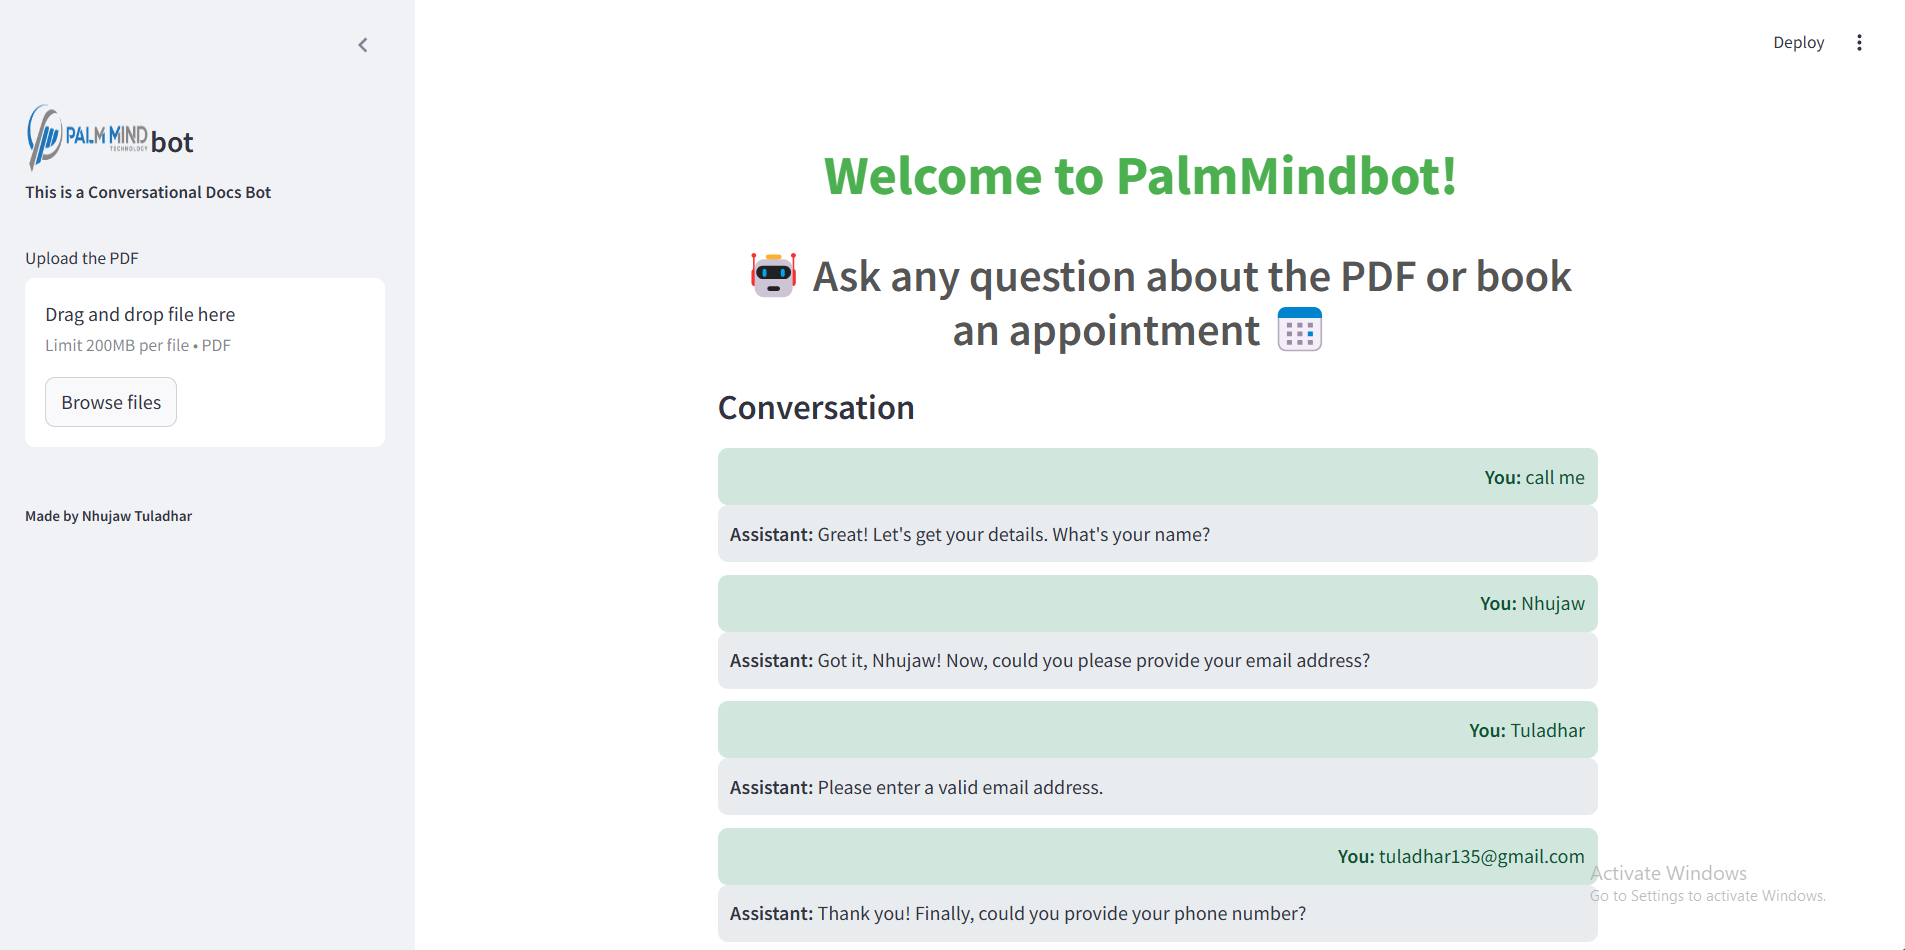 PALM MIND
TECHNOLOGY
bot
This is a Conversational Docs Bot
Upload the PDF
Drag and drop file here
Limit 200MB per file • PDF
Browse files
Made by Nhujaw Tuladhar
Deploy
Welcome to PalmMindbot!
Ask any question about the PDF or book
an appointment
Conversation
You: call me
Assistant: Great! Let's get your details. What's your name?
You: Nhujaw
Assistant: Got it, Nhujaw! Now, could you please provide your email address?
You: Tuladhar
Assistant: Please enter a valid email address.
You: tuladhar135@gmail.com
Assistant: Thank you! Finally, could you provide your phone number?
Activate Windows
Go to Settings to activate Windows.